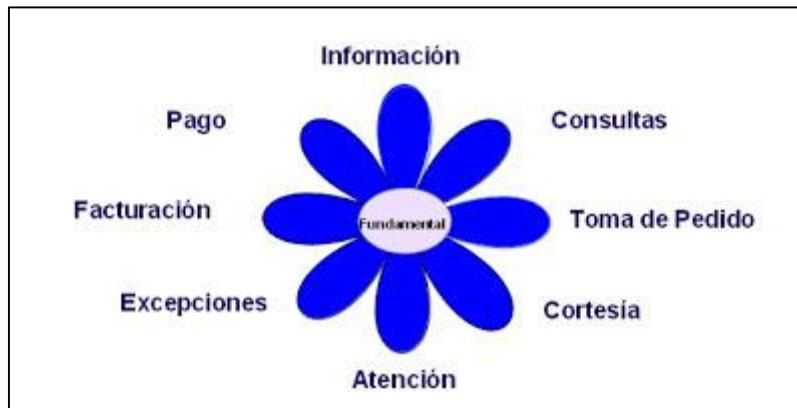 Información
Pago
Consultas
Facturación
Fundamental
Toma de Pedido
Excepciones
Cortesía
Atención